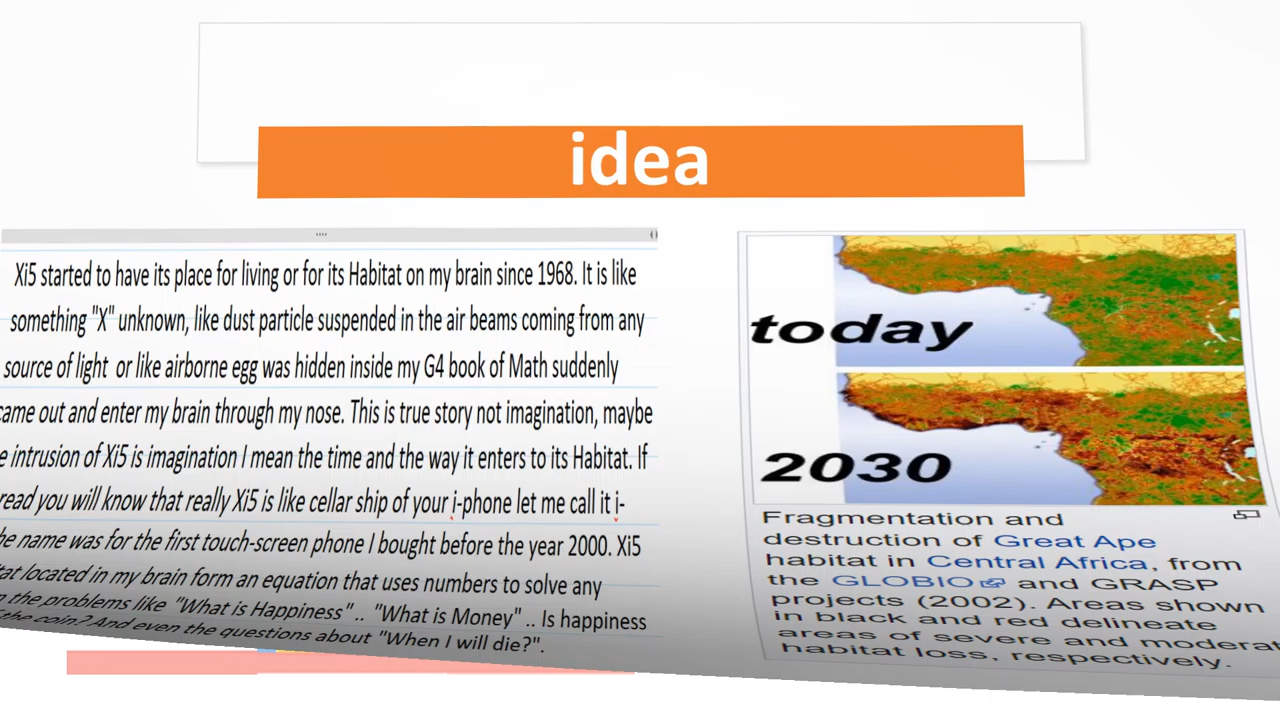 idea
Xi5 started to have its place for living or for its Habitat on my brain since 1968. It is like
something "X" unknown, like dust particle suspended in the air beams coming from any
source of light or like airborne egg was hidden inside my G4 book of Math suddenly
came out and enter my brain through my nose. This is true story not imagination, maybe
intrusion of Xi5 is imagination I mean the time and the way it enters to its Habitat. If
read you will know that really Xi5 is like cellar ship of your i-phone let me call it i-
name was for the first touch-screen phone I bought before the year 2000. Xi5
located in my brain form an equation that uses numbers to solve any
the problems like "What is Happiness".. "What is Money" .. Is happiness
the coin? And even the questions about "When I will die?".
today
2030
Fragmentation and
destruction of Great Ape
habitat in Central Africa, from
the GLOBIO and GRASP
projects (2002). Areas shown
in black and red delineate
areas of severe and
habitat loss, respectively.